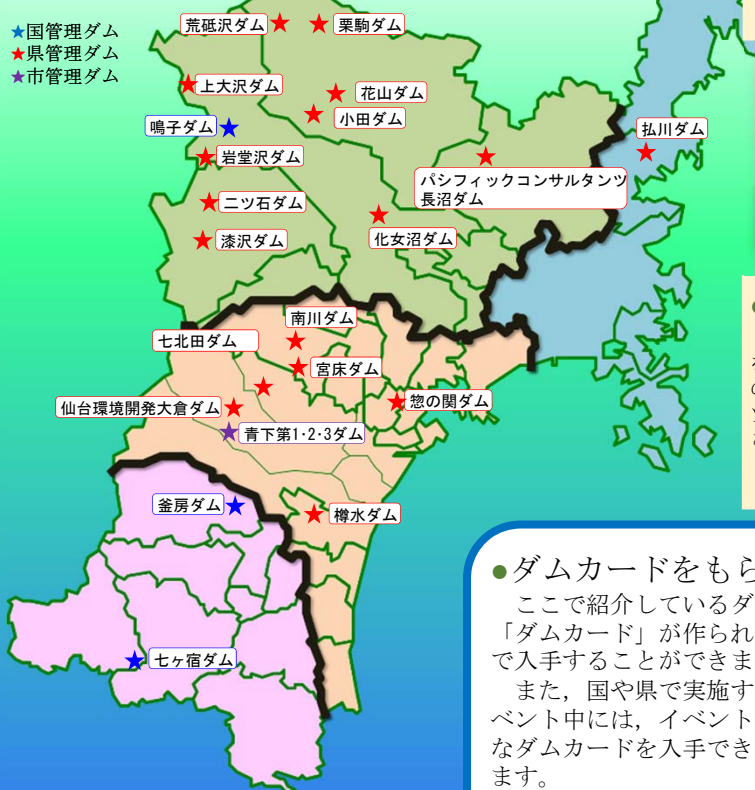 ★国管理ダム
★県管理ダム
★市管理ダム
荒砥沢ダム
栗駒ダム
上大沢ダム
花山ダム
小田ダム
鳴子ダム
払川ダム
岩堂沢ダム
パシフィックコンサルタンツ
長沼ダム
二ツ石ダム
化女沼ダム
漆沢ダム
南川ダム
七北田ダム
宮床ダム
惣の関ダム
仙台環境開発大倉ダム
青下第1・2・3ダム
釜房ダム
樽水ダム
七ヶ宿ダム
●ダムカードをもら
ここで紹介しているダ
「ダムカード」が作られ
で入手することができま
また，国や県で実施す
ベント中には，イベント
なダムカードを入手でき
ます。